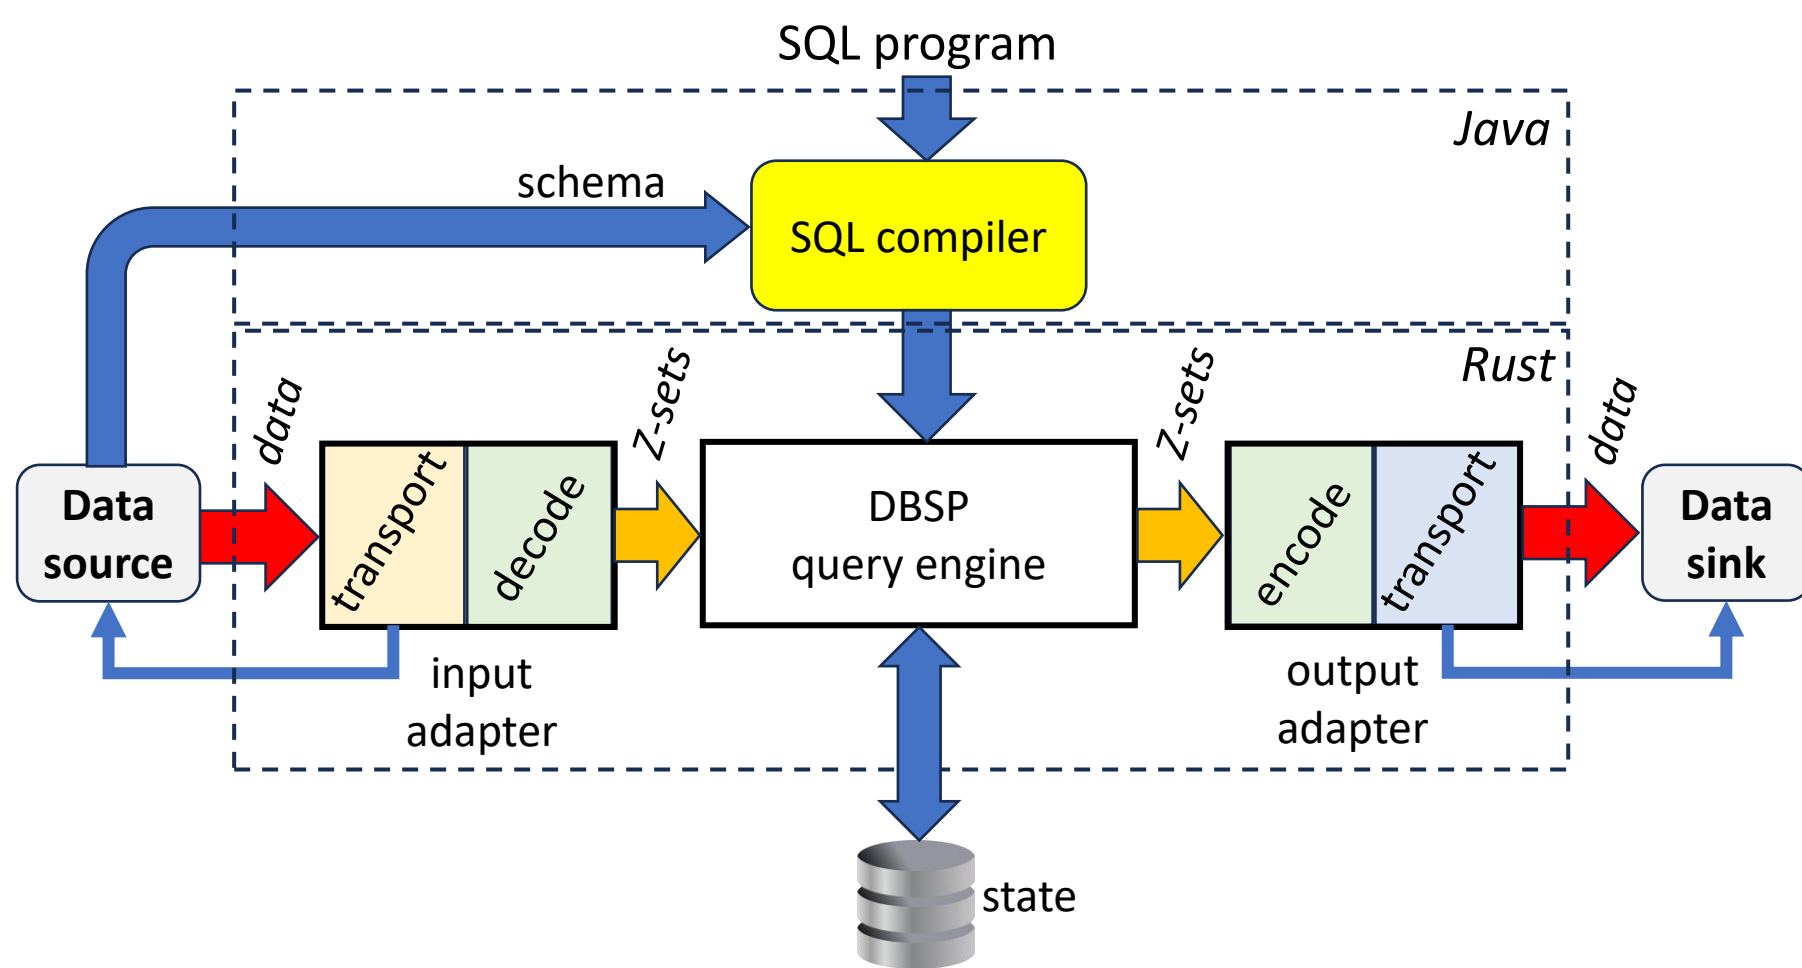 SQL program
Java
schema
SQL compiler
Rust
data
Z-sets
Z-sets
data
Data
source
transport
decode
DBSP
query engine
encode
transport
Data
sink
input
adapter
output
adapter
state